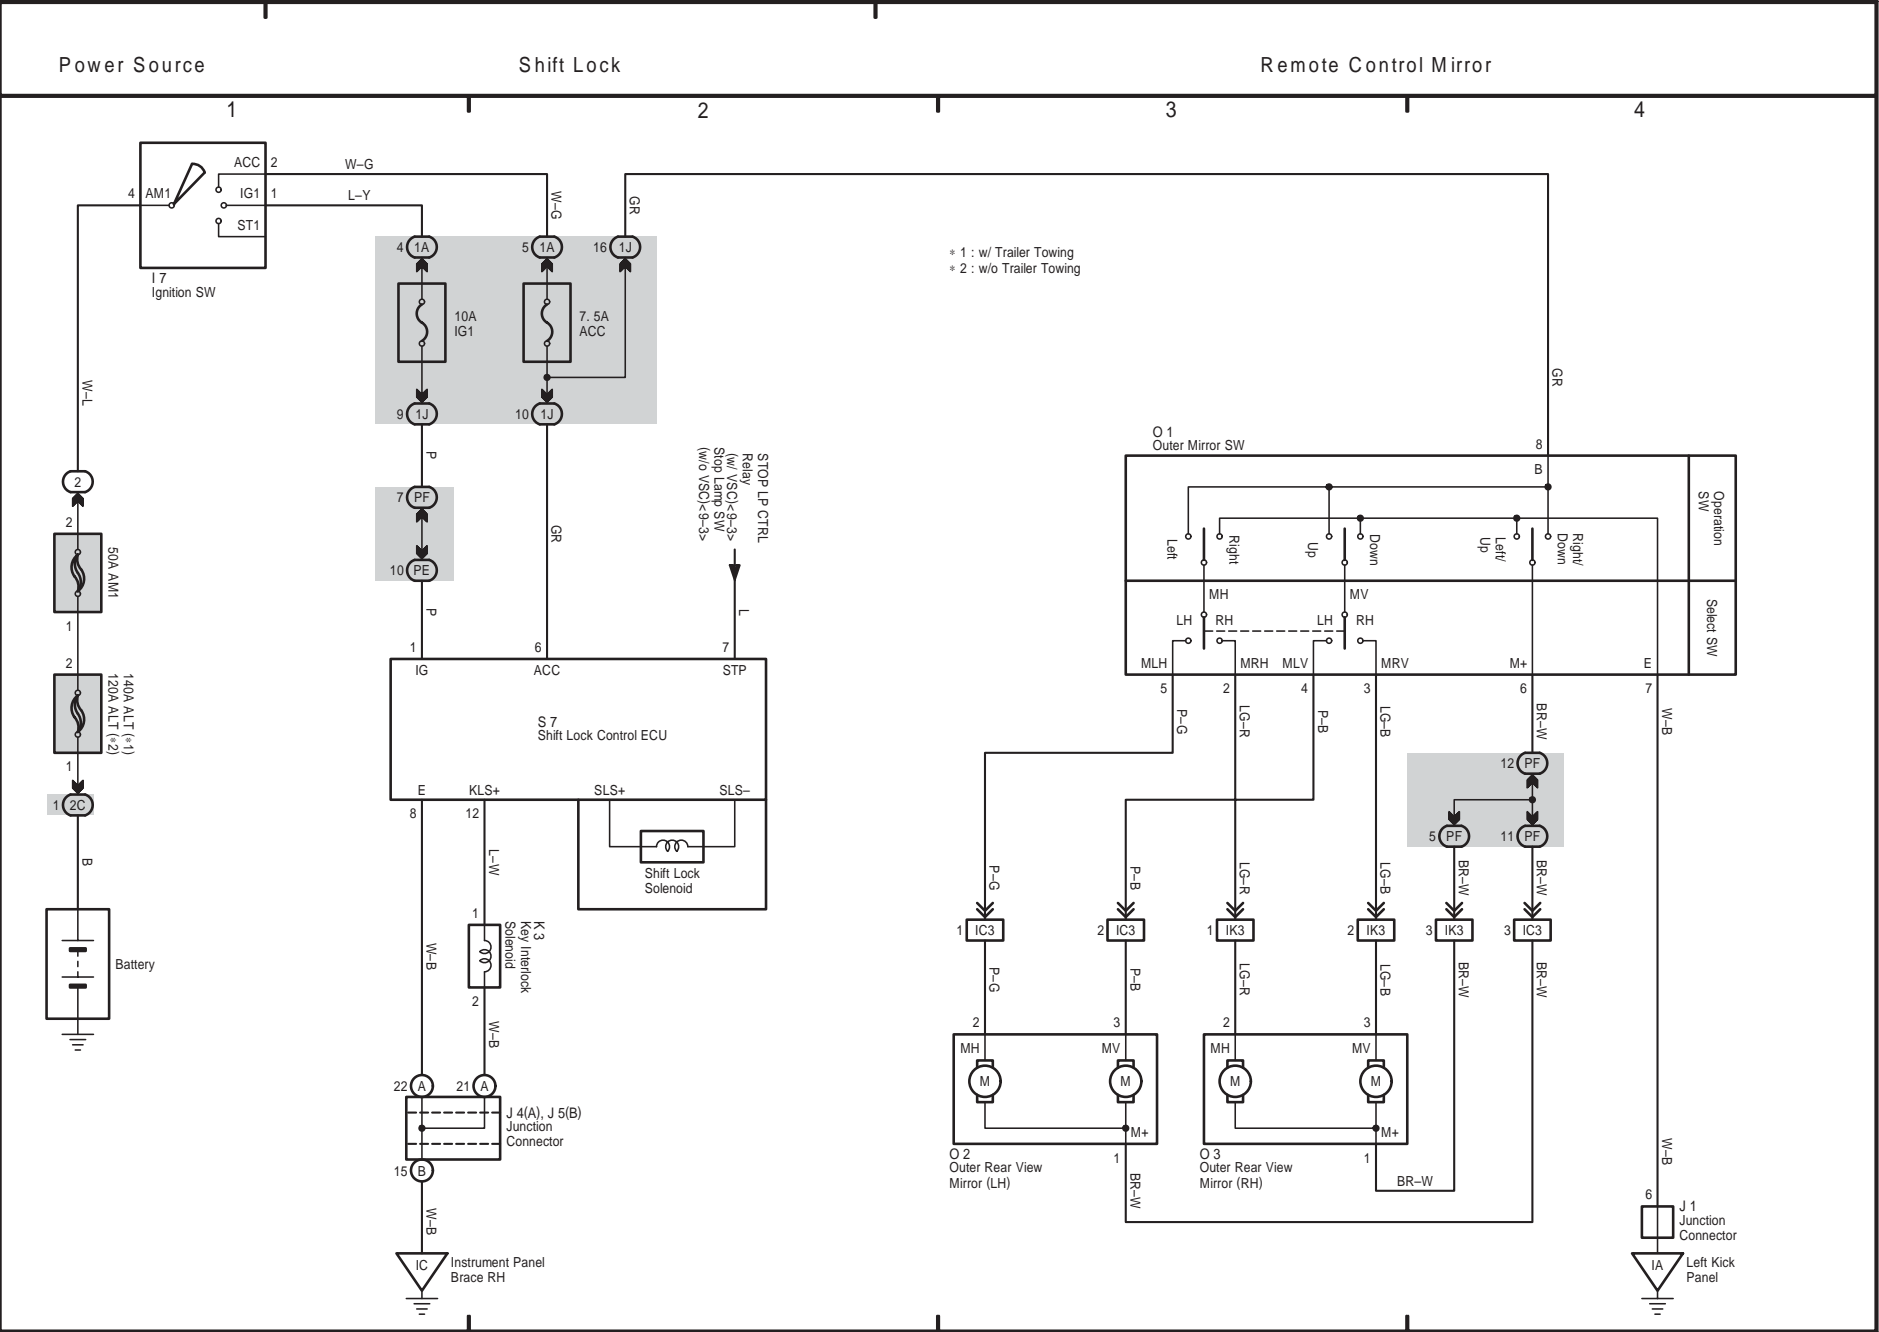 Power Source
Shift Lock
Remote Control Mirror
1
2
3
4
4
AM1
ACC
2
IG1
1
ST1
I 7
Ignition SW
W–G
L–Y
W–G
GR
4
1A
5
1A
16
1J
10A
IG1
7. 5A
ACC
9
1J
10
1J
∗ 1 : w/ Trailer Towing
∗ 2 : w/o Trailer Towing
W–L
2
2
50A AM1
1
2
140A ALT (∗1)
120A ALT (∗2)
1
1
2C
B
Battery
P
7
PF
10
PE
P
GR
STOP LP CTRL
Relay
(w/ VSC)<9–3>
Stop Lamp SW
(w/o VSC)<9–3>
L
1
6
7
IG
ACC
STP
S 7
Shift Lock Control ECU
E
KLS+
SLS+
SLS–
8
12
Shift Lock
Solenoid
L–W
1
K 3
Key Interlock
Solenoid
2
W–B
W–B
22
A
21
A
J 4(A), J 5(B)
Junction
Connector
15
B
W–B
IC
Instrument Panel
Brace RH
GR
O 1
Outer Mirror SW
8
B
Operation
SW
Left
Right
Up
Down
Left/
Up
Right/
Down
Select SW
MH
MV
LH
RH
LH
RH
MLH
MRH
MLV
MRV
M+
E
5
2
4
3
6
7
P–G
LG–R
P–B
LG–B
BR–W
W–B
12
PF
5
PF
11
PF
P–G
P–B
LG–R
LG–B
BR–W
BR–W
1
IC3
2
IC3
1
IK3
2
IK3
3
IK3
3
IC3
P–G
P–B
LG–R
LG–B
BR–W
BR–W
2
3
2
3
MH
MV
MH
MV
M
M
M
M
M+
M+
O 2
Outer Rear View
Mirror (LH)
1
O 3
Outer Rear View
Mirror (RH)
1
BR–W
BR–W
W–B
6
J 1
Junction
Connector
IA
Left Kick
Panel